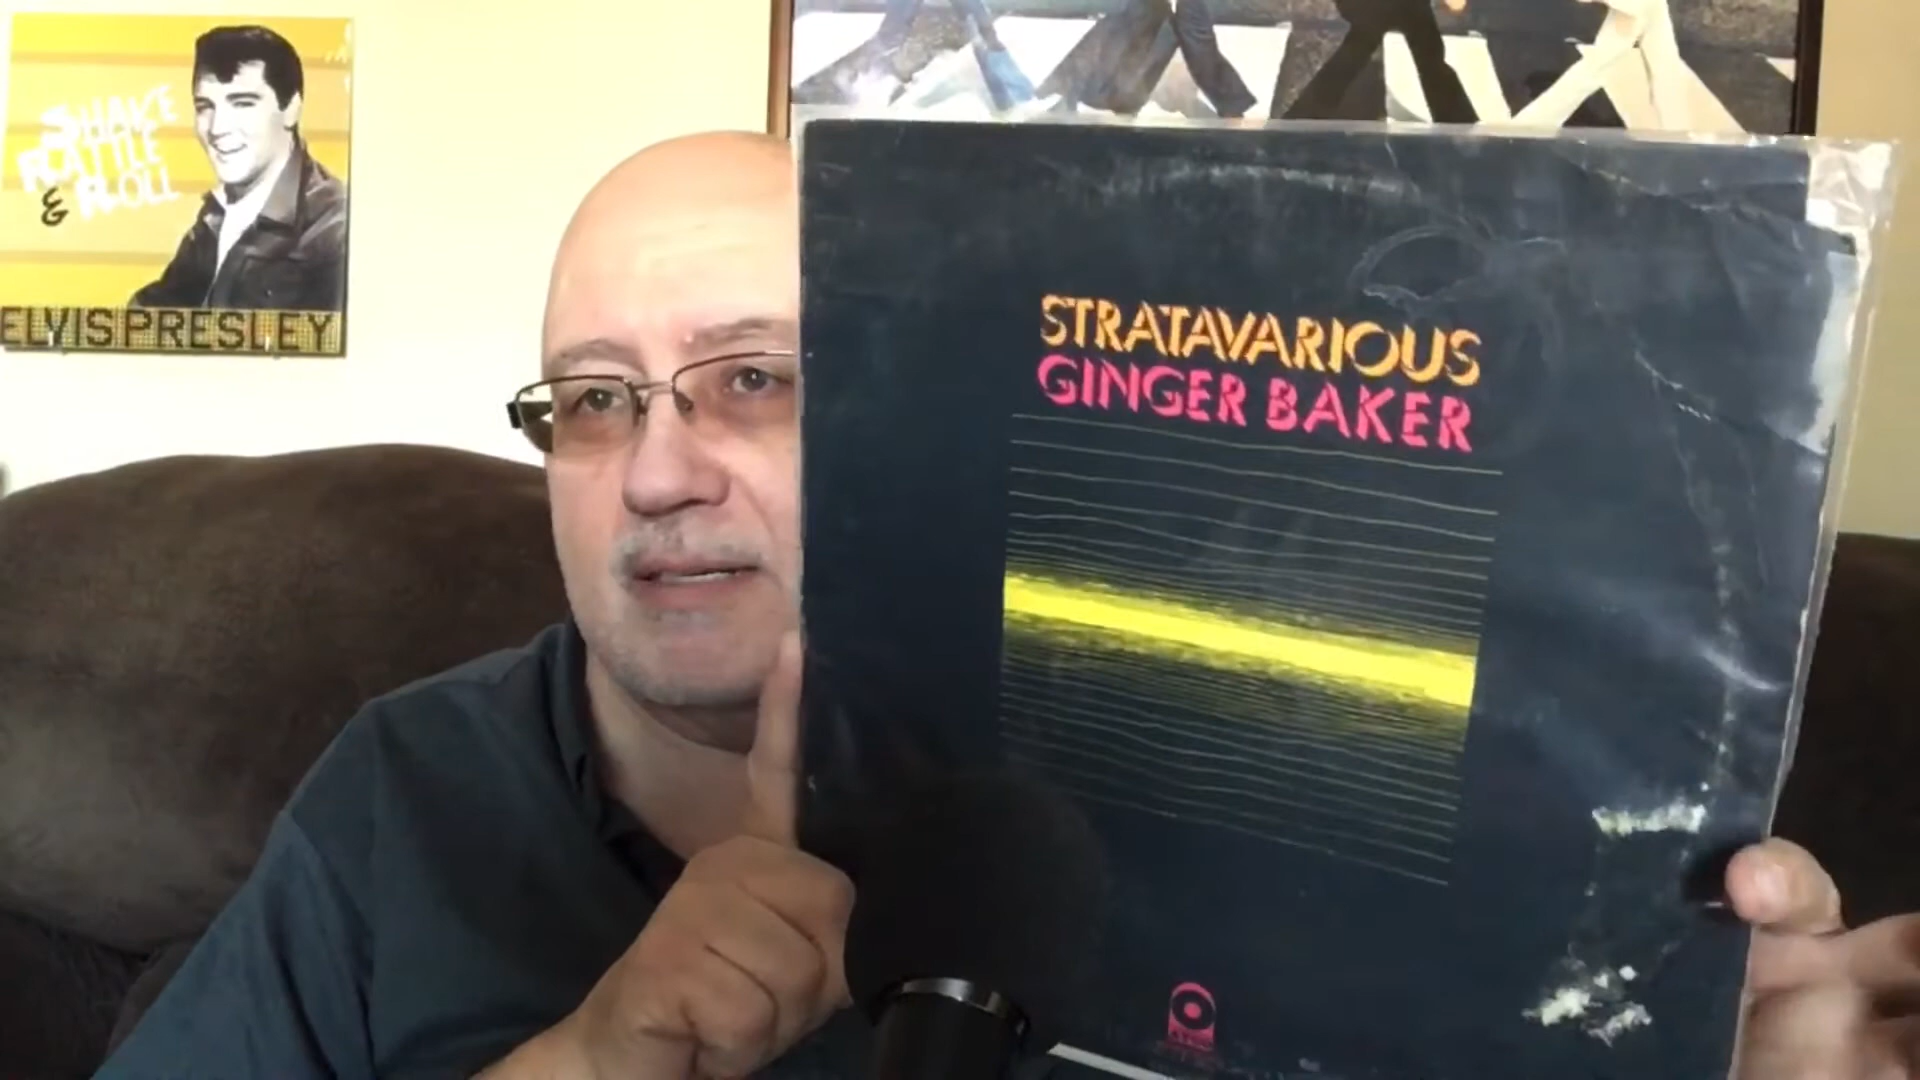 SHAKE
RATTLE
& ROLL
ELVIS PRESLEY
STRATAVARIOUS
GINGER BAKER